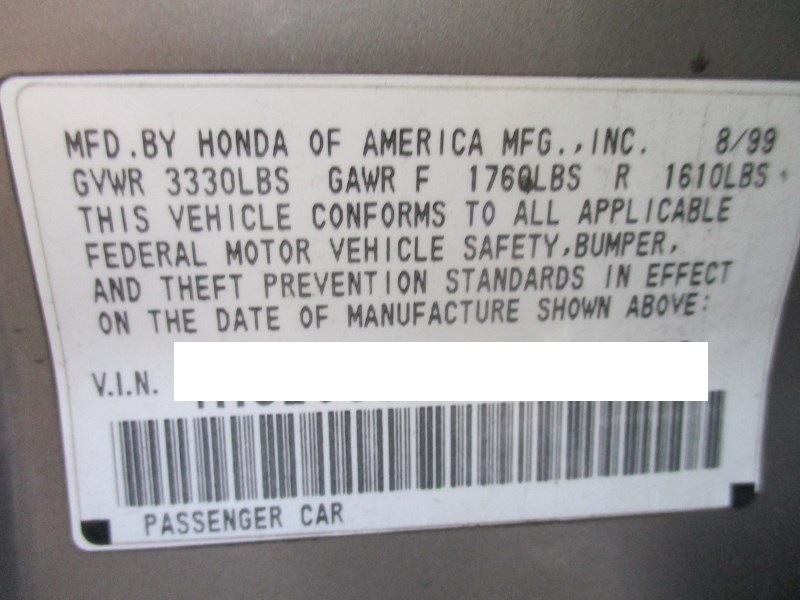 MFD.BY HONDA OF AMERICA MFG.,INC. 8/99
GVWR 3330LBS GAWR F 1760LBS R 1610LBS
THIS VEHICLE CONFORMS TO ALL APPLICABLE
FEDERAL MOTOR VEHICLE SAFETY,BUMPER,
AND THEFT PREVENTION STANDARDS IN EFFECT
ON THE DATE OF MANUFACTURE SHOWN ABOVE:
V.I.N.
PASSENGER CAR